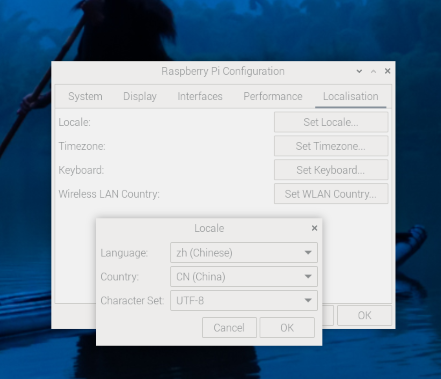 Raspberry Pi Configuration
System Display Interfaces Performance Localisation
Locale: Set Locale...
Timezone: Set Timezone...
Keyboard: Set Keyboard...
Wireless LAN Country: Set WLAN Country...
Locale
Language: zh (Chinese)
Country: CN (China)
Character Set: UTF-8
Cancel OK
OK